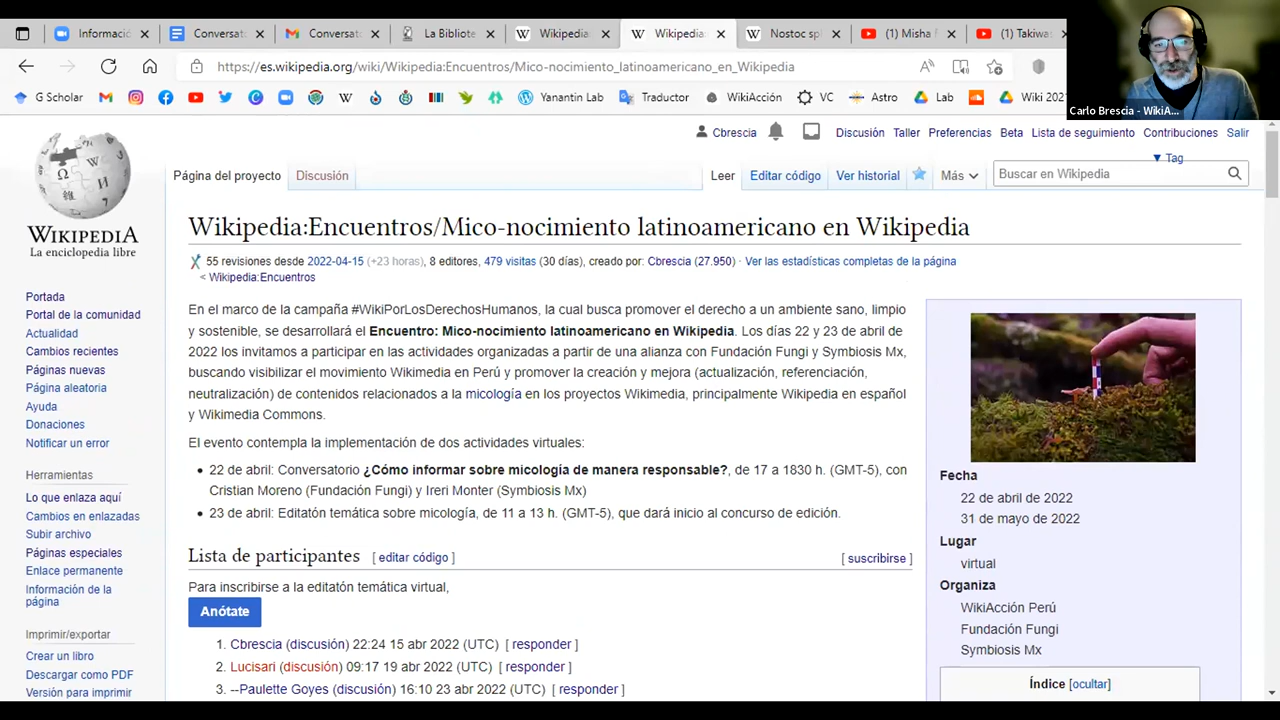 Informació
Conversato
Conversato
La Bibliote
Wikipedia
Wikipedia:
Nostoc sp
(1) Misha
(1) Takiwa
https://es.wikipedia.org/wiki/Wikipedia:Encuentros/Mico-nocimiento_latinoamericano_en_Wikipedia
G Scholar
Yanantin Lab
Traductor
WikiAcción
VC
Astro
Lab
Wiki 202
Carlo Brescia - WikiA...
Cbrescia
Discusión Taller Preferencias Beta Lista de seguimiento Contribuciones Salir
Tag
Página del proyecto Discusión Leer Editar código Ver historial Más
Buscar en Wikipedia
WIKIPEDIA
La enciclopedia libre
Portada
Portal de la comunidad
Actualidad
Cambios recientes
Páginas nuevas
Página aleatoria
Ayuda
Donaciones
Notificar un error
Herramientas
Lo que enlaza aquí
Cambios en enlazadas
Subir archivo
Páginas especiales
Enlace permanente
Información de la
página
Imprimir/exportar
Crear un libro
Descargar como PDF
Versión para imprimir
Wikipedia:Encuentros/Mico-nocimiento latinoamericano en Wikipedia
55 revisiones desde 2022-04-15 (+23 horas), 8 editores, 479 visitas (30 días), creado por: Cbrescia (27.950) · Ver las estadísticas completas de la página
< Wikipedia:Encuentros
En el marco de la campaña #WikiPorLosDerechosHumanos, la cual busca promover el derecho a un ambiente sano, limpio
y sostenible, se desarrollará el Encuentro: Mico-nocimiento latinoamericano en Wikipedia. Los días 22 y 23 de abril de
2022 los invitamos a participar en las actividades organizadas a partir de una alianza con Fundación Fungi y Symbiosis Mx,
buscando visibilizar el movimiento Wikimedia en Perú y promover la creación y mejora (actualización, referenciación,
neutralización) de contenidos relacionados a la micología en los proyectos Wikimedia, principalmente Wikipedia en español
y Wikimedia Commons.
El evento contempla la implementación de dos actividades virtuales:
• 22 de abril: Conversatorio ¿Cómo informar sobre micología de manera responsable?, de 17 a 1830 h. (GMT-5), con
Cristian Moreno (Fundación Fungi) y Ireri Monter (Symbiosis Mx)
• 23 de abril: Editatón temática sobre micología, de 11 a 13 h. (GMT-5), que dará inicio al concurso de edición.
Lista de participantes [ editar código ] [ suscribirse ]
Para inscribirse a la editatón temática virtual,
Anótate
1. Cbrescia (discusión) 22:24 15 abr 2022 (UTC) [ responder ]
2. Lucisari (discusión) 09:17 19 abr 2022 (UTC) [ responder ]
3. --Paulette Goyes (discusión) 16:10 23 abr 2022 (UTC) [ responder ]
Fecha
22 de abril de 2022
31 de mayo de 2022
Lugar
virtual
Organiza
WikiAcción Perú
Fundación Fungi
Symbiosis Mx
Índice [ocultar]